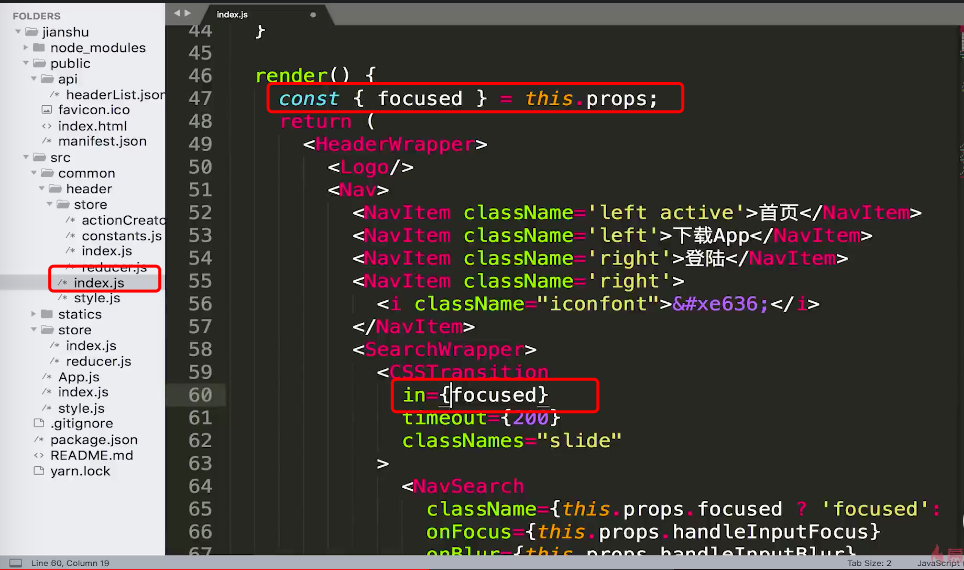 FOLDERS
jianshu
node_modules
public
api
headerList.json
favicon.ico
index.html
manifest.json
src
common
header
store
actionCreato
constants.js
index.js
reducer.js
index.js
style.js
statics
store
index.js
reducer.js
App.js
index.js
style.js
.gitignore
package.json
README.md
yarn.lock
index.js
44 }
45
46 render() {
47 const { focused } = this.props;
48 return (
49 <HeaderWrapper>
50 <Logo/>
51 <Nav>
52 <NavItem className='left active'>首页</NavItem>
53 <NavItem className='left'>下载App</NavItem>
54 <NavItem className='right'>登陆</NavItem>
55 <NavItem className='right'>
56 <i className="iconfont">&#xe636;</i>
57 </NavItem>
58 <SearchWrapper>
59 <CSSTransition
60 in={focused}
61 timeout={200}
62 classNames="slide"
63 >
64 <NavSearch
65 className={this.props.focused ? 'focused':
66 onFocus={this.props.handleInputFocus}
67 onBlur={this.props.handleInputBlur}
Line 60, Column 19
Tab Size: 2
JavaScript